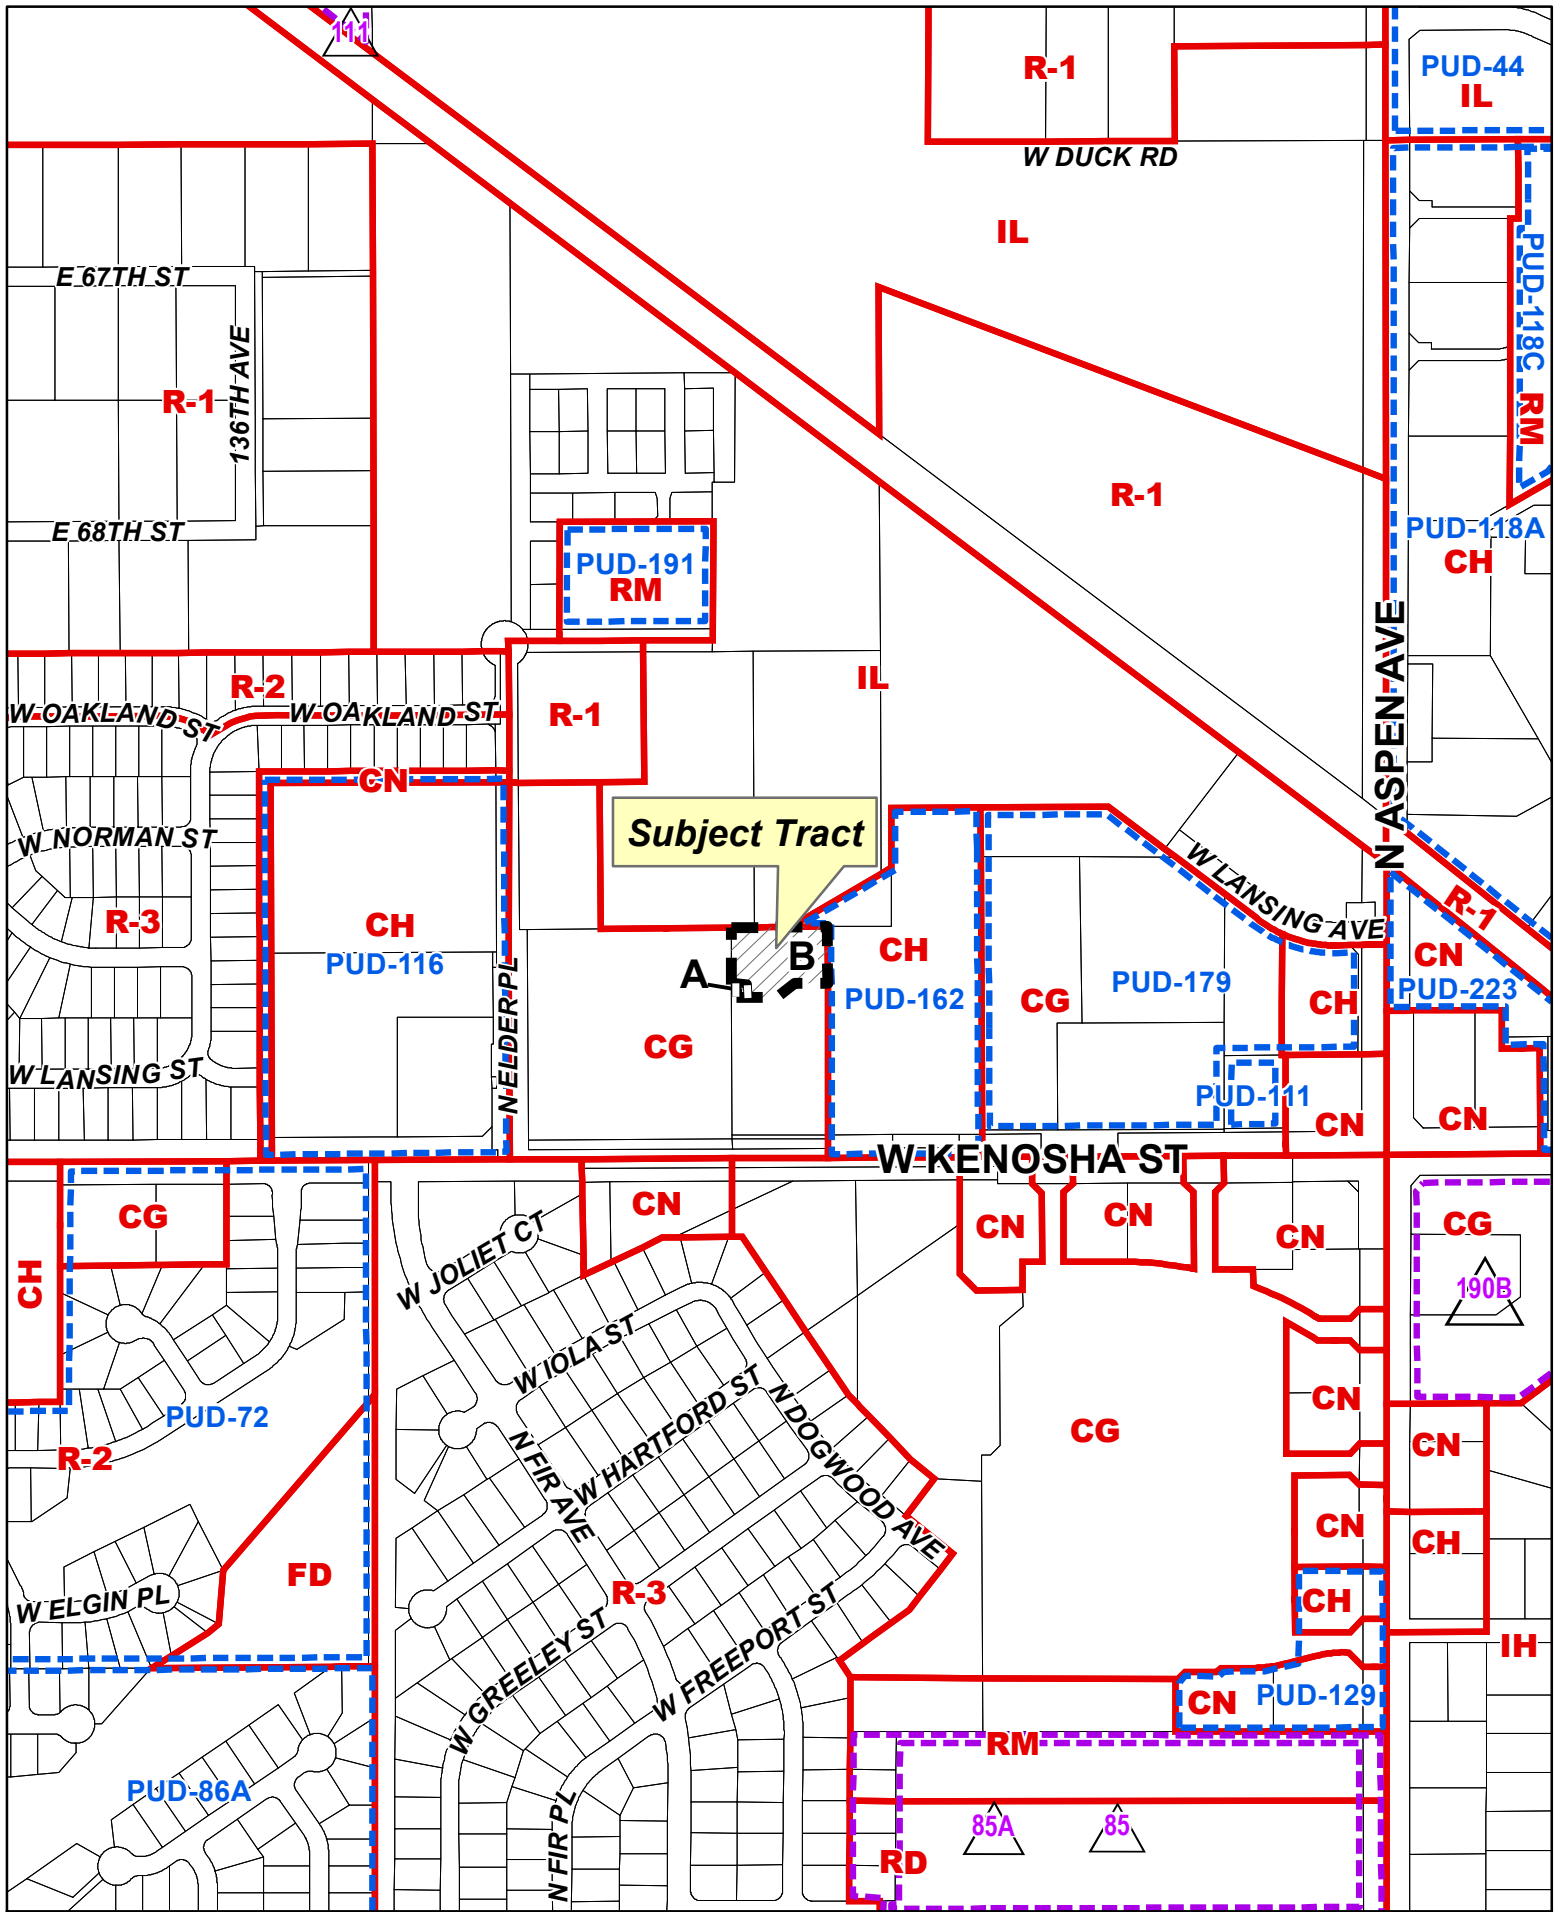 111
R-1
PUD-44
IL
W DUCK RD
IL
PUD-118C
RM
E 67TH ST
136TH AVE
R-1
E 68TH ST
R-1
PUD-118A
CH
PUD-191
RM
N ASPEN AVE
R-2
IL
W OAKLAND ST
W OAKLAND ST
R-1
CN
Subject Tract
W NORMAN ST
W LANSING AVE
R-3
CH
PUD-116
R-1
CH
PUD-162
A
B
CG
PUD-179
CH
CN
PUD-223
N ELDER PL
CG
W LANSING ST
PUD-111
CN
CN
W KENOSHA ST
CG
CH
CN
CN
CN
CN
CG
190B
W JOLIET CT
W IOLA ST
W HARTFORD ST
N DOGWOOD AVE
N FIR AVE
PUD-72
R-2
CG
CN
CN
CN
CH
FD
W ELGIN PL
R-3
CH
IH
W GREELEY ST
W FREEPORT ST
CN
PUD-129
RM
PUD-86A
N FIR PL
85A
85
RD